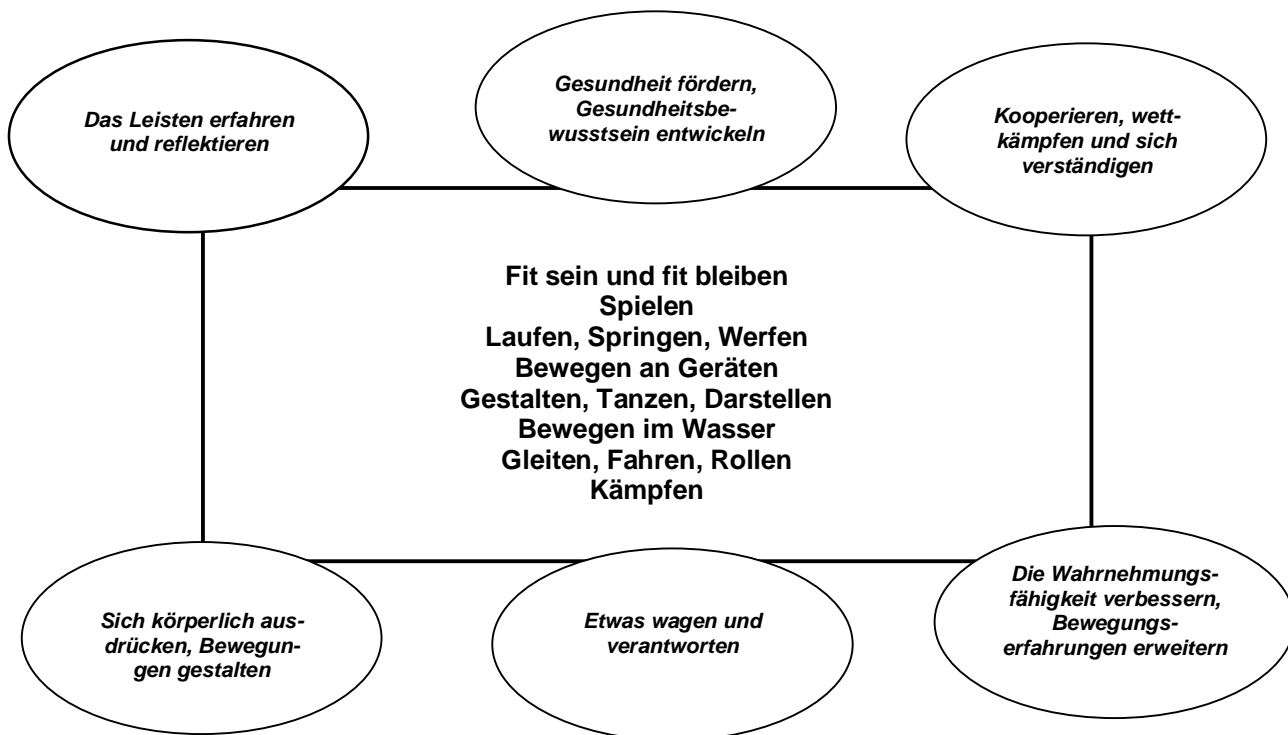 Das Leisten erfahren
und reflektieren
Gesundheit fördern,
Gesundheitsbe-
wusstsein entwickeln
Kooperieren, wett-
kämpfen und sich
verständigen
Fit sein und fit bleiben
Spielen
Laufen, Springen, Werfen
Bewegen an Geräten
Gestalten, Tanzen, Darstellen
Bewegen im Wasser
Gleiten, Fahren, Rollen
Kämpfen
Sich körperlich aus-
drücken, Bewegun-
gen gestalten
Etwas wagen und
verantworten
Die Wahrnehmungs-
fähigkeit verbessern,
Bewegungs-
erfahrungen erweitern